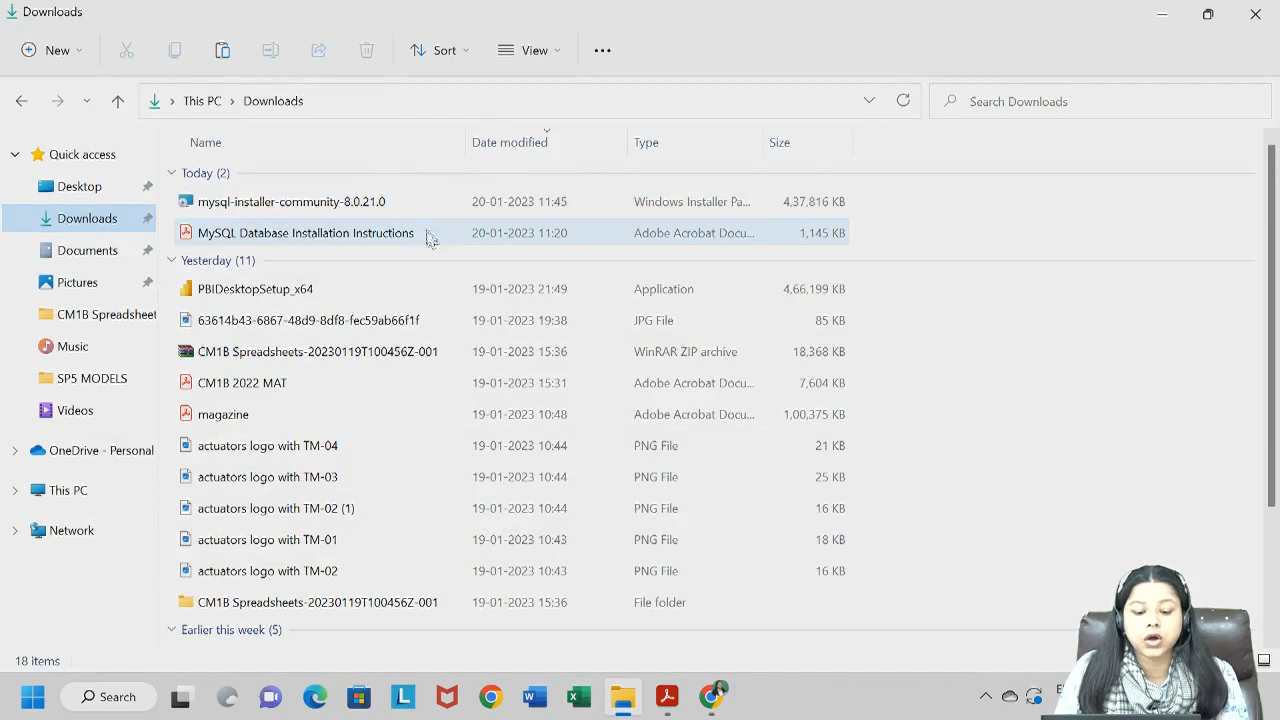 Downloads
New
Sort
View
This PC
Downloads
Search Downloads
Name
Date modified
Type
Size
Quick access
Desktop
Downloads
Documents
Pictures
CM1B Spreadsheet
Music
SP5 MODELS
Videos
OneDrive - Personal
This PC
Network
Today (2)
mysql-installer-community-8.0.21.0 20-01-2023 11:45 Windows Installer Pa... 4,37,816 KB
MySQL Database Installation Instructions 20-01-2023 11:20 Adobe Acrobat Docu... 1,145 KB
Yesterday (11)
PBIDesktopSetup_x64 19-01-2023 21:49 Application 4,66,199 KB
63614b43-6867-48d9-8df8-fec59ab66f1f 19-01-2023 19:38 JPG File 85 KB
CM1B Spreadsheets-20230119T100456Z-001 19-01-2023 15:36 WinRAR ZIP archive 18,368 KB
CM1B 2022 MAT 19-01-2023 15:31 Adobe Acrobat Docu... 7,604 KB
magazine 19-01-2023 10:48 Adobe Acrobat Docu... 1,00,375 KB
actuators logo with TM-04 19-01-2023 10:44 PNG File 21 KB
actuators logo with TM-03 19-01-2023 10:44 PNG File 25 KB
actuators logo with TM-02 (1) 19-01-2023 10:44 PNG File 16 KB
actuators logo with TM-01 19-01-2023 10:43 PNG File 18 KB
actuators logo with TM-02 19-01-2023 10:43 PNG File 16 KB
CM1B Spreadsheets-20230119T100456Z-001 19-01-2023 15:36 File folder
Earlier this week (5)
18 items
Search